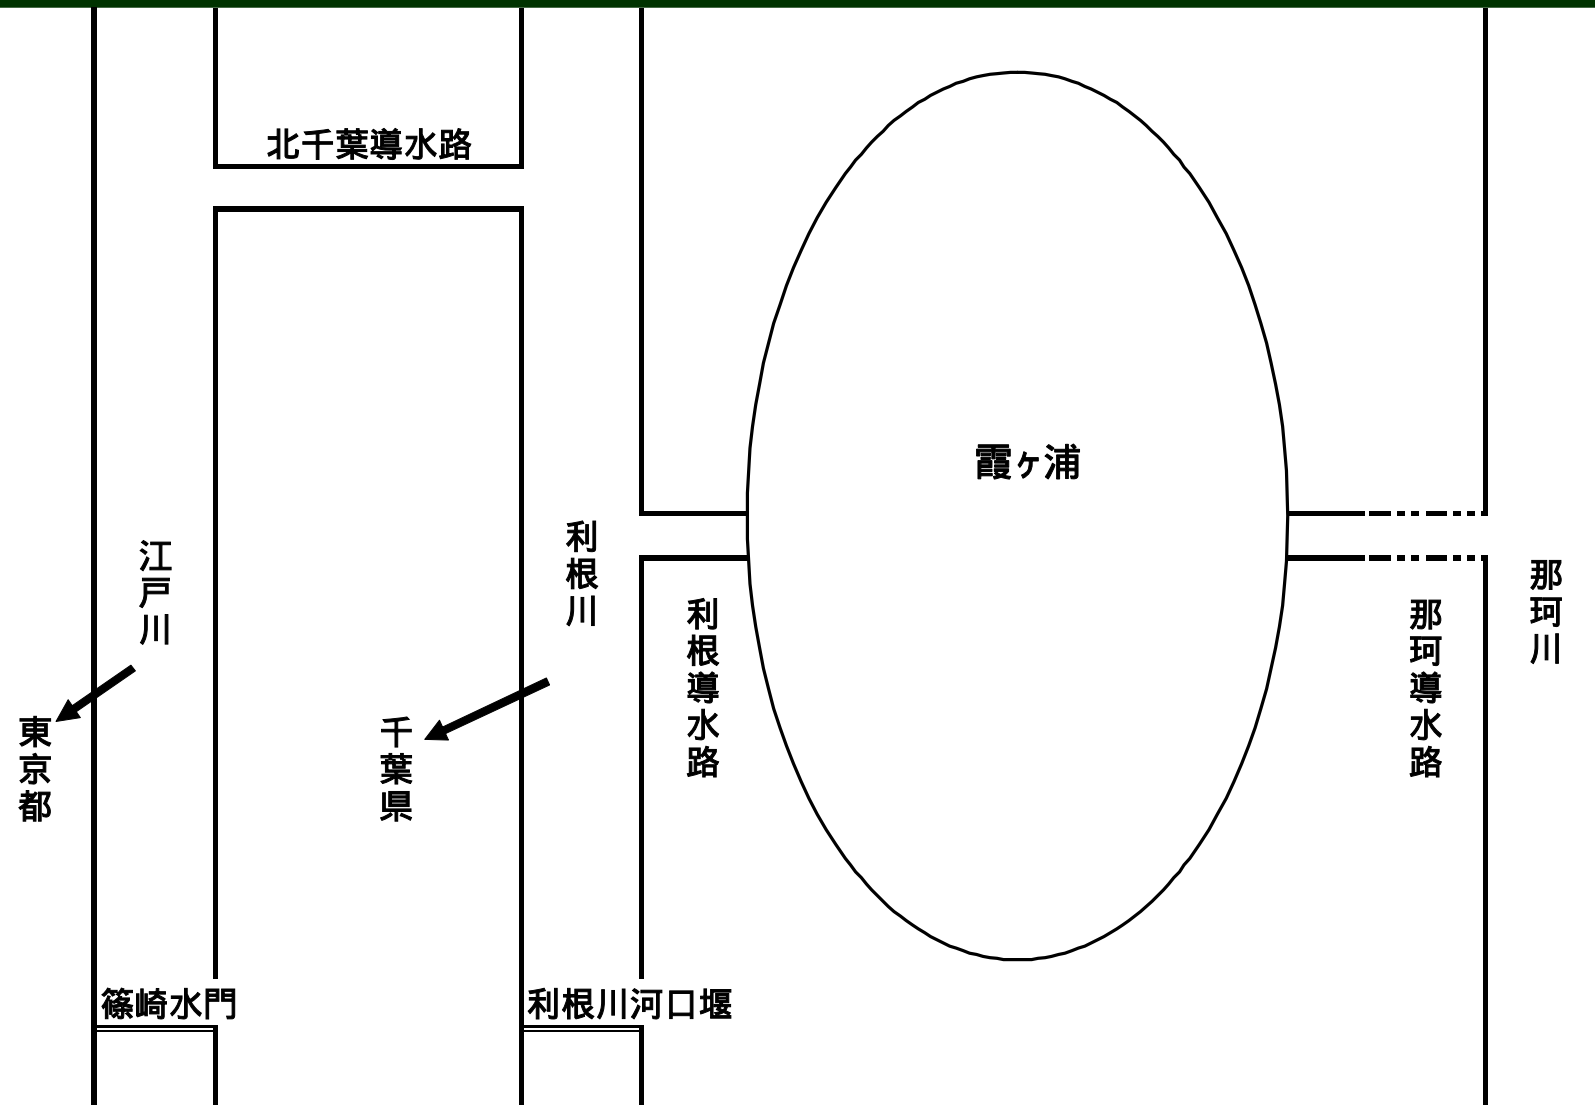 北千葉導水路
霞ヶ浦
江戸川
利根川
利根導水路
那珂導水路
那珂川
東京都
千葉県
篠崎水門
利根川河口堰